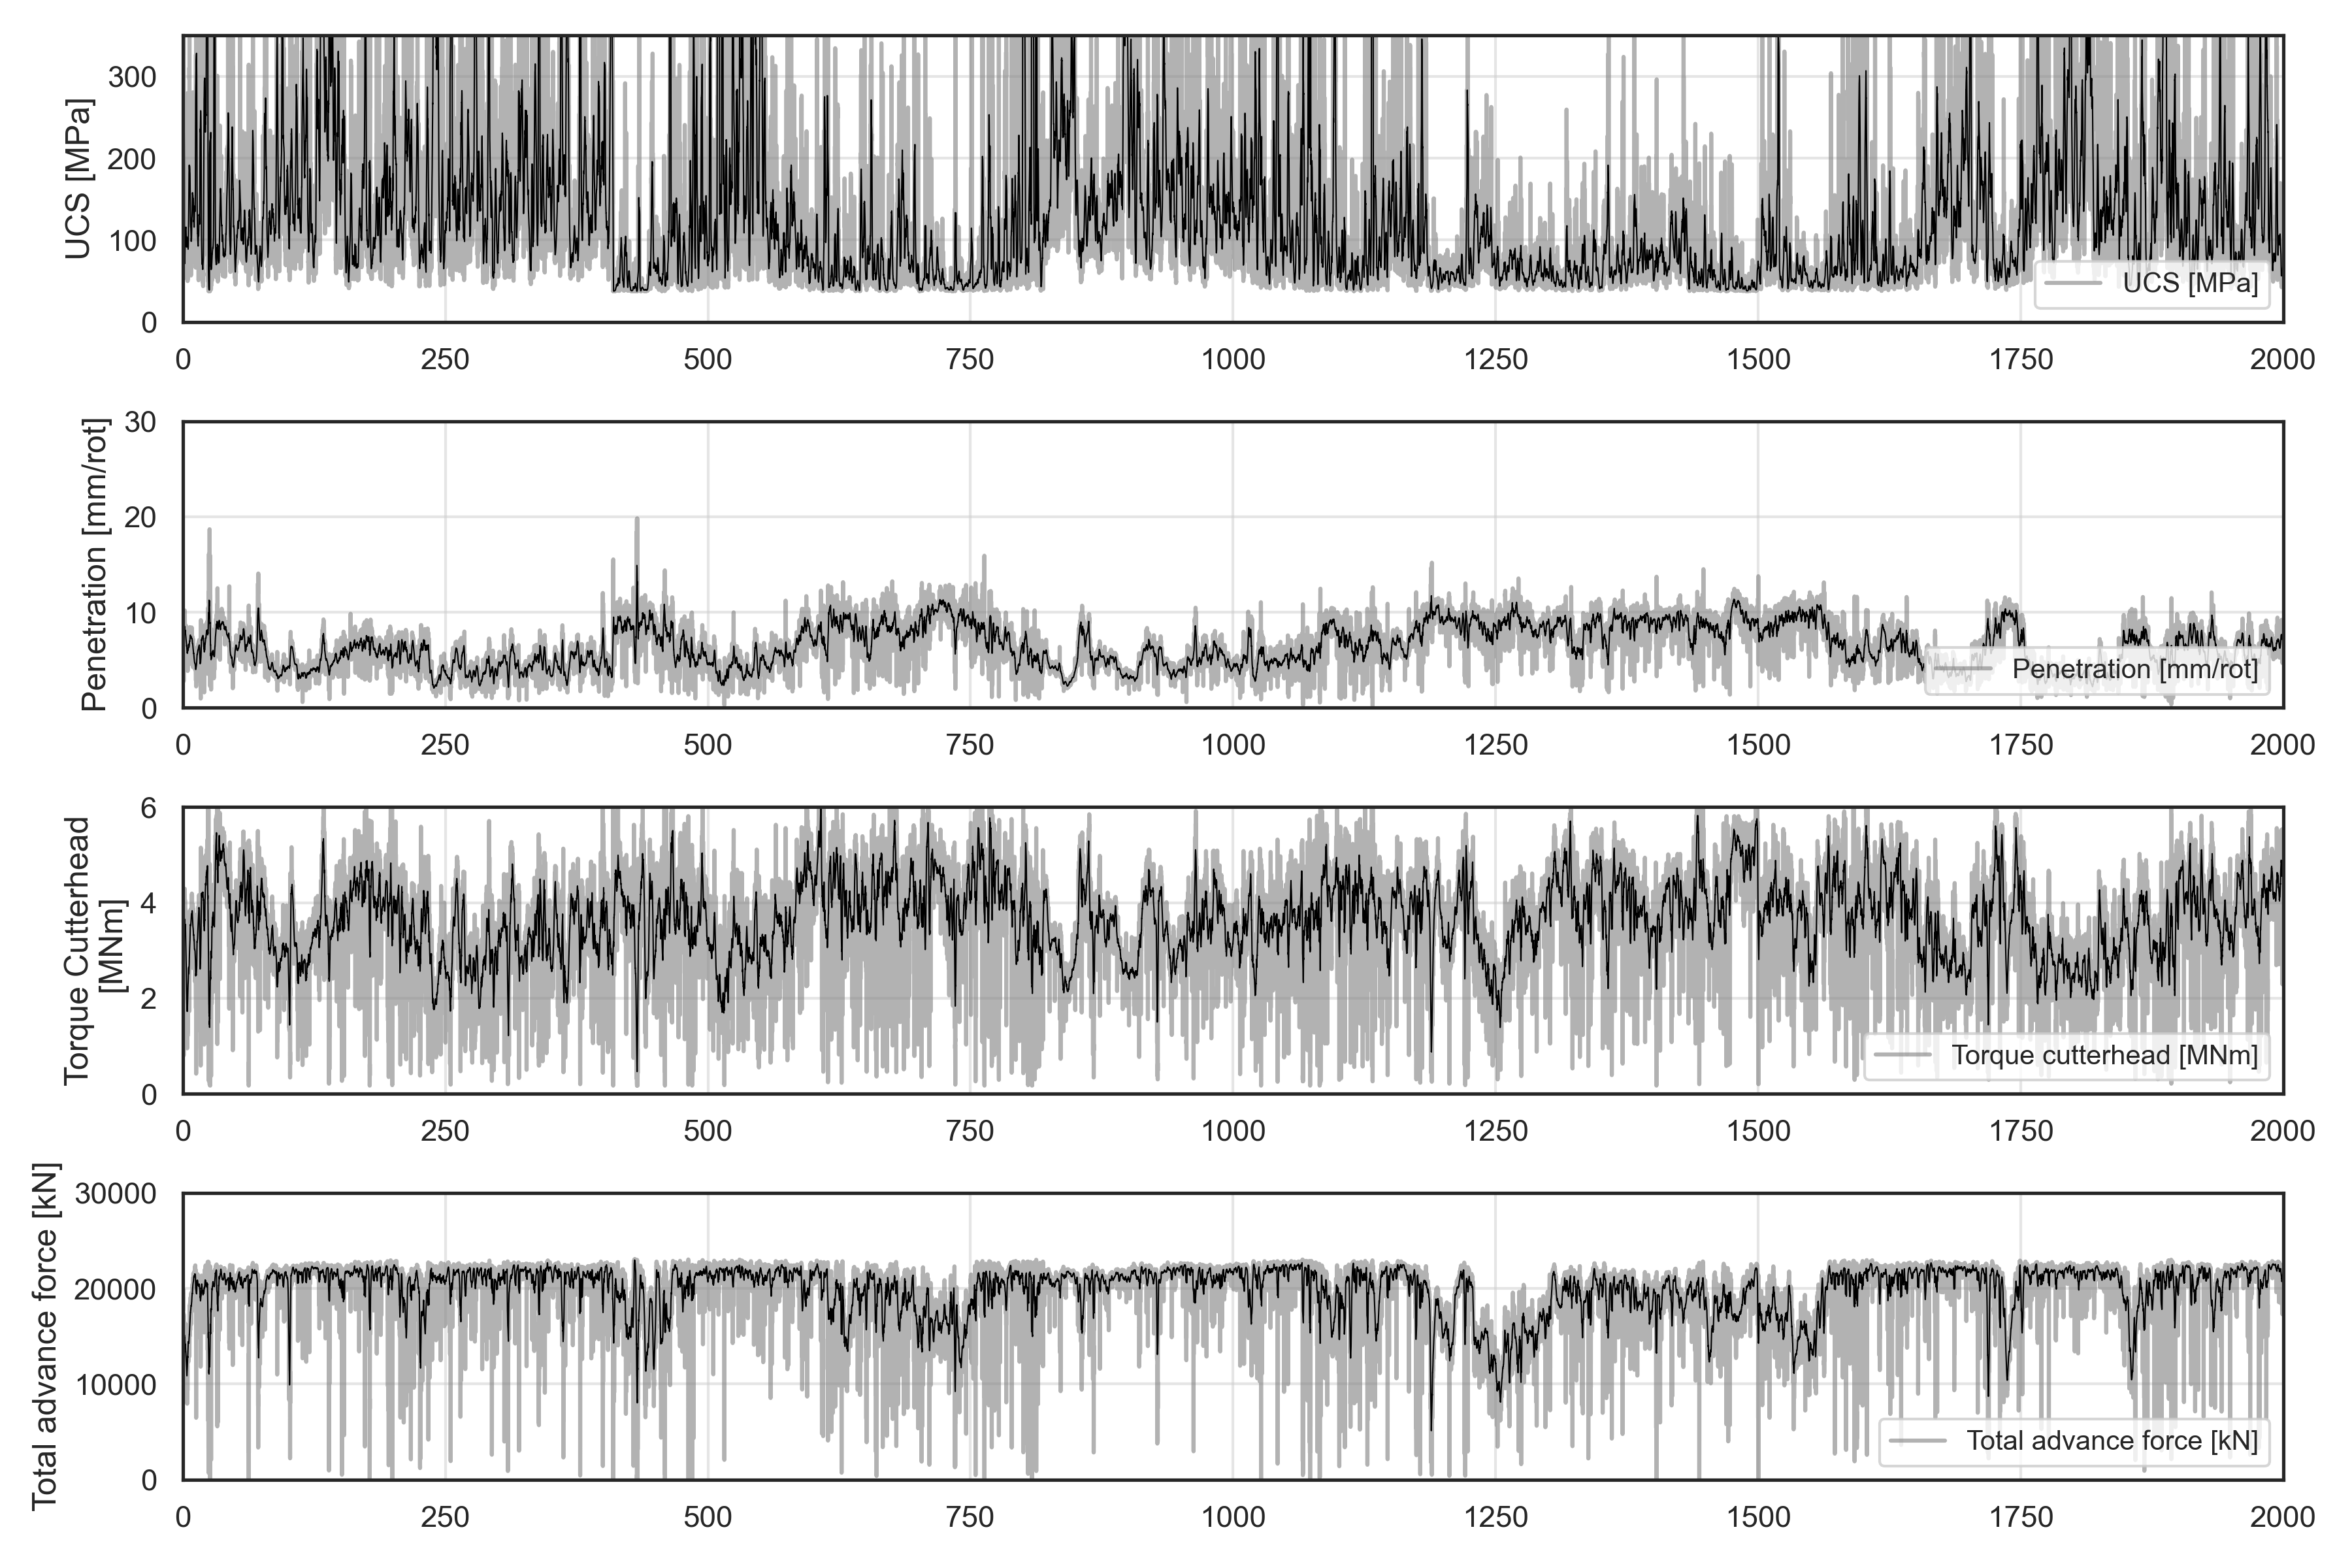 UCS [MPa]
300
200
100
0
UCS [MPa]
0 250 500 750 1000 1250 1500 1750 2000
Penetration [mm/rot]
30
20
10
0
Penetration [mm/rot]
0 250 500 750 1000 1250 1500 1750 2000
Torque Cutterhead
[MNm]
6
4
2
0
Torque cutterhead [MNm]
0 250 500 750 1000 1250 1500 1750 2000
Total advance force [kN]
30000
20000
10000
0
Total advance force [kN]
0 250 500 750 1000 1250 1500 1750 2000